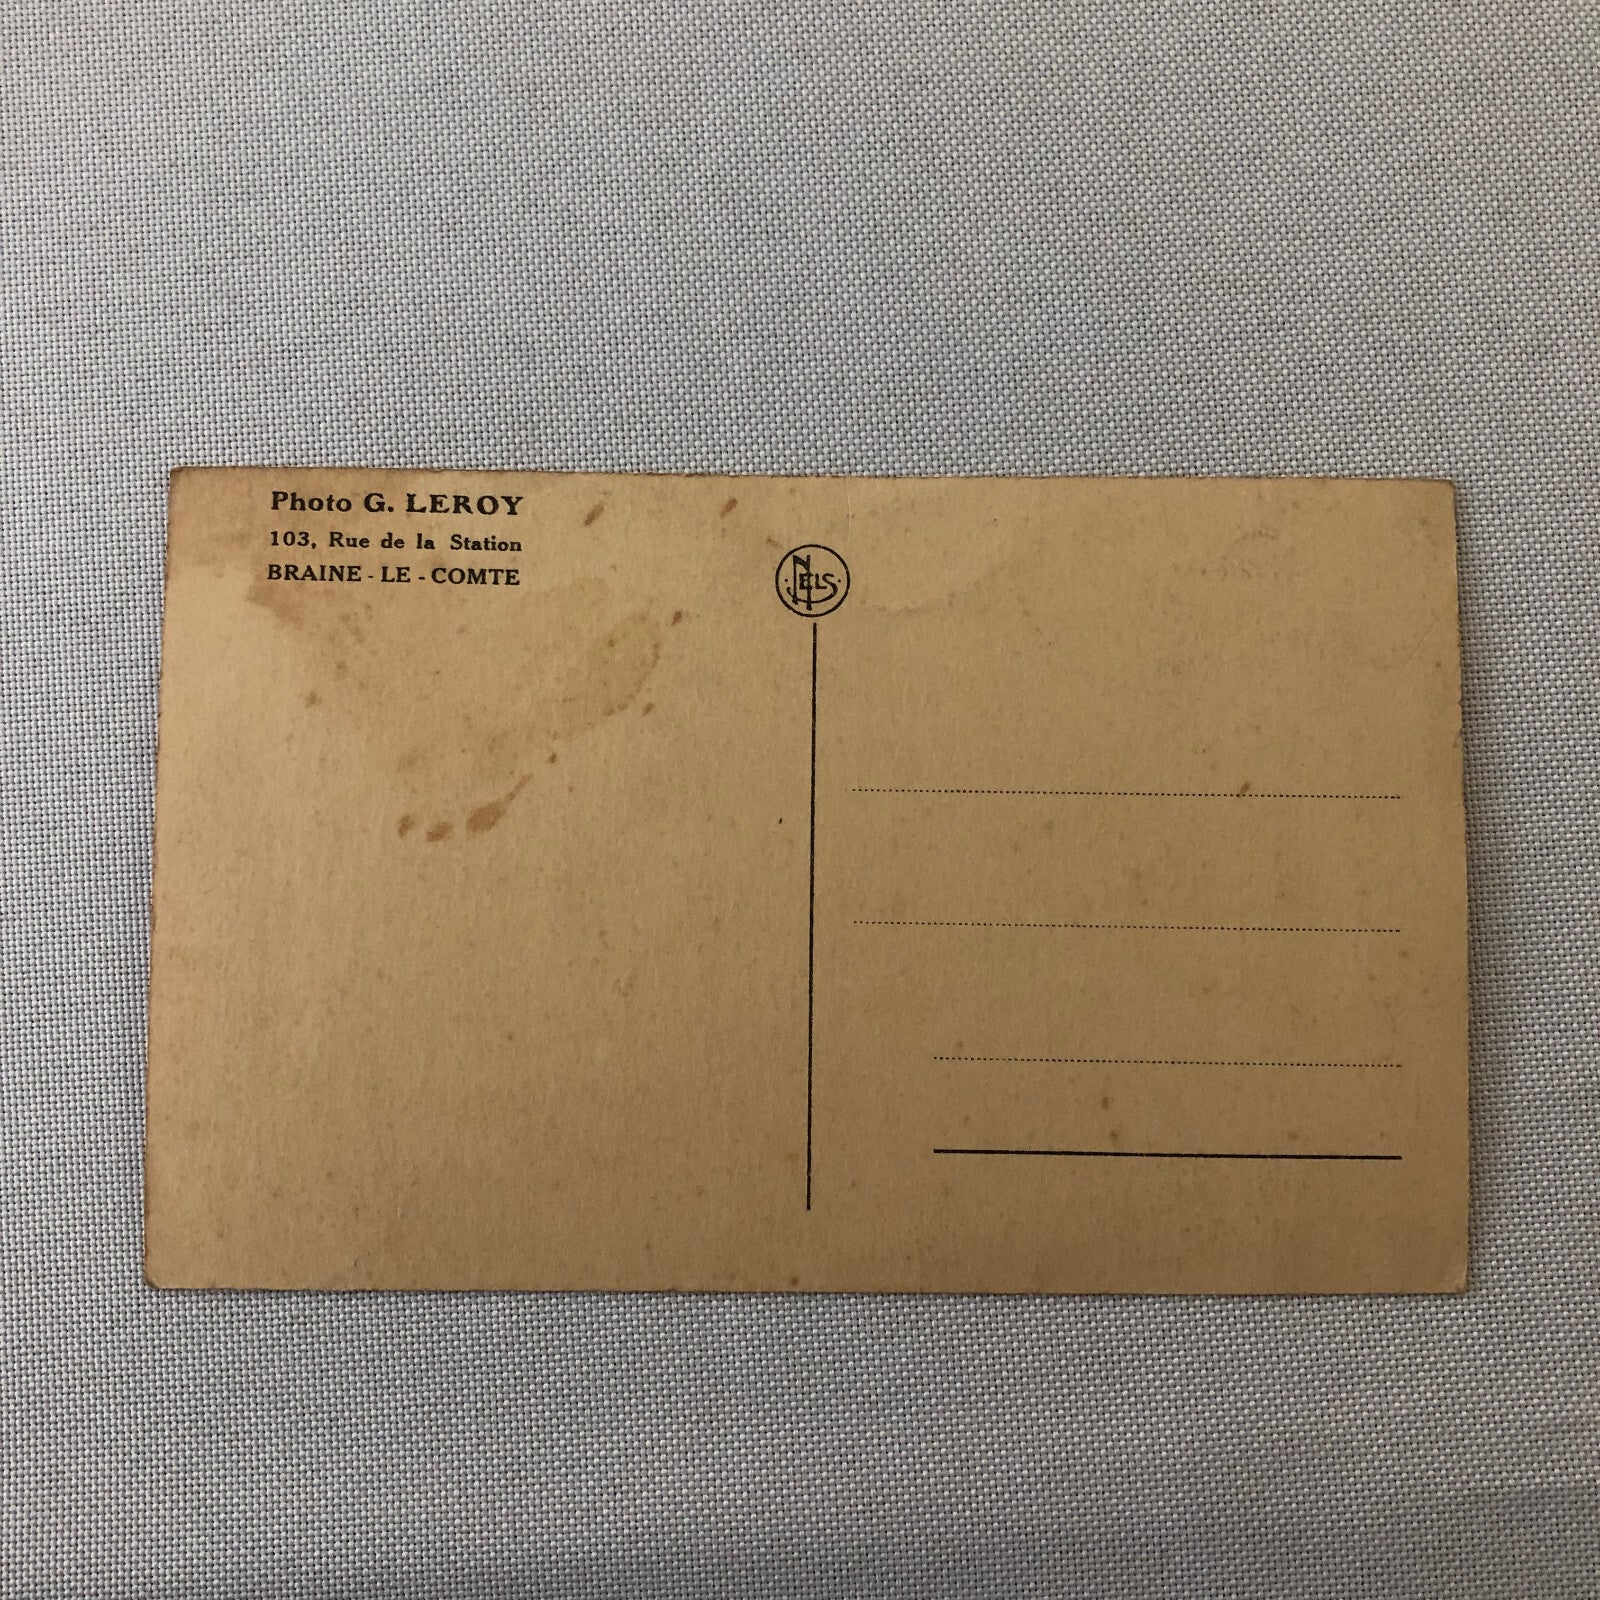 Photo G. LEROY
103, Rue de la Station
BRAINE - LE - COMTE
NELS